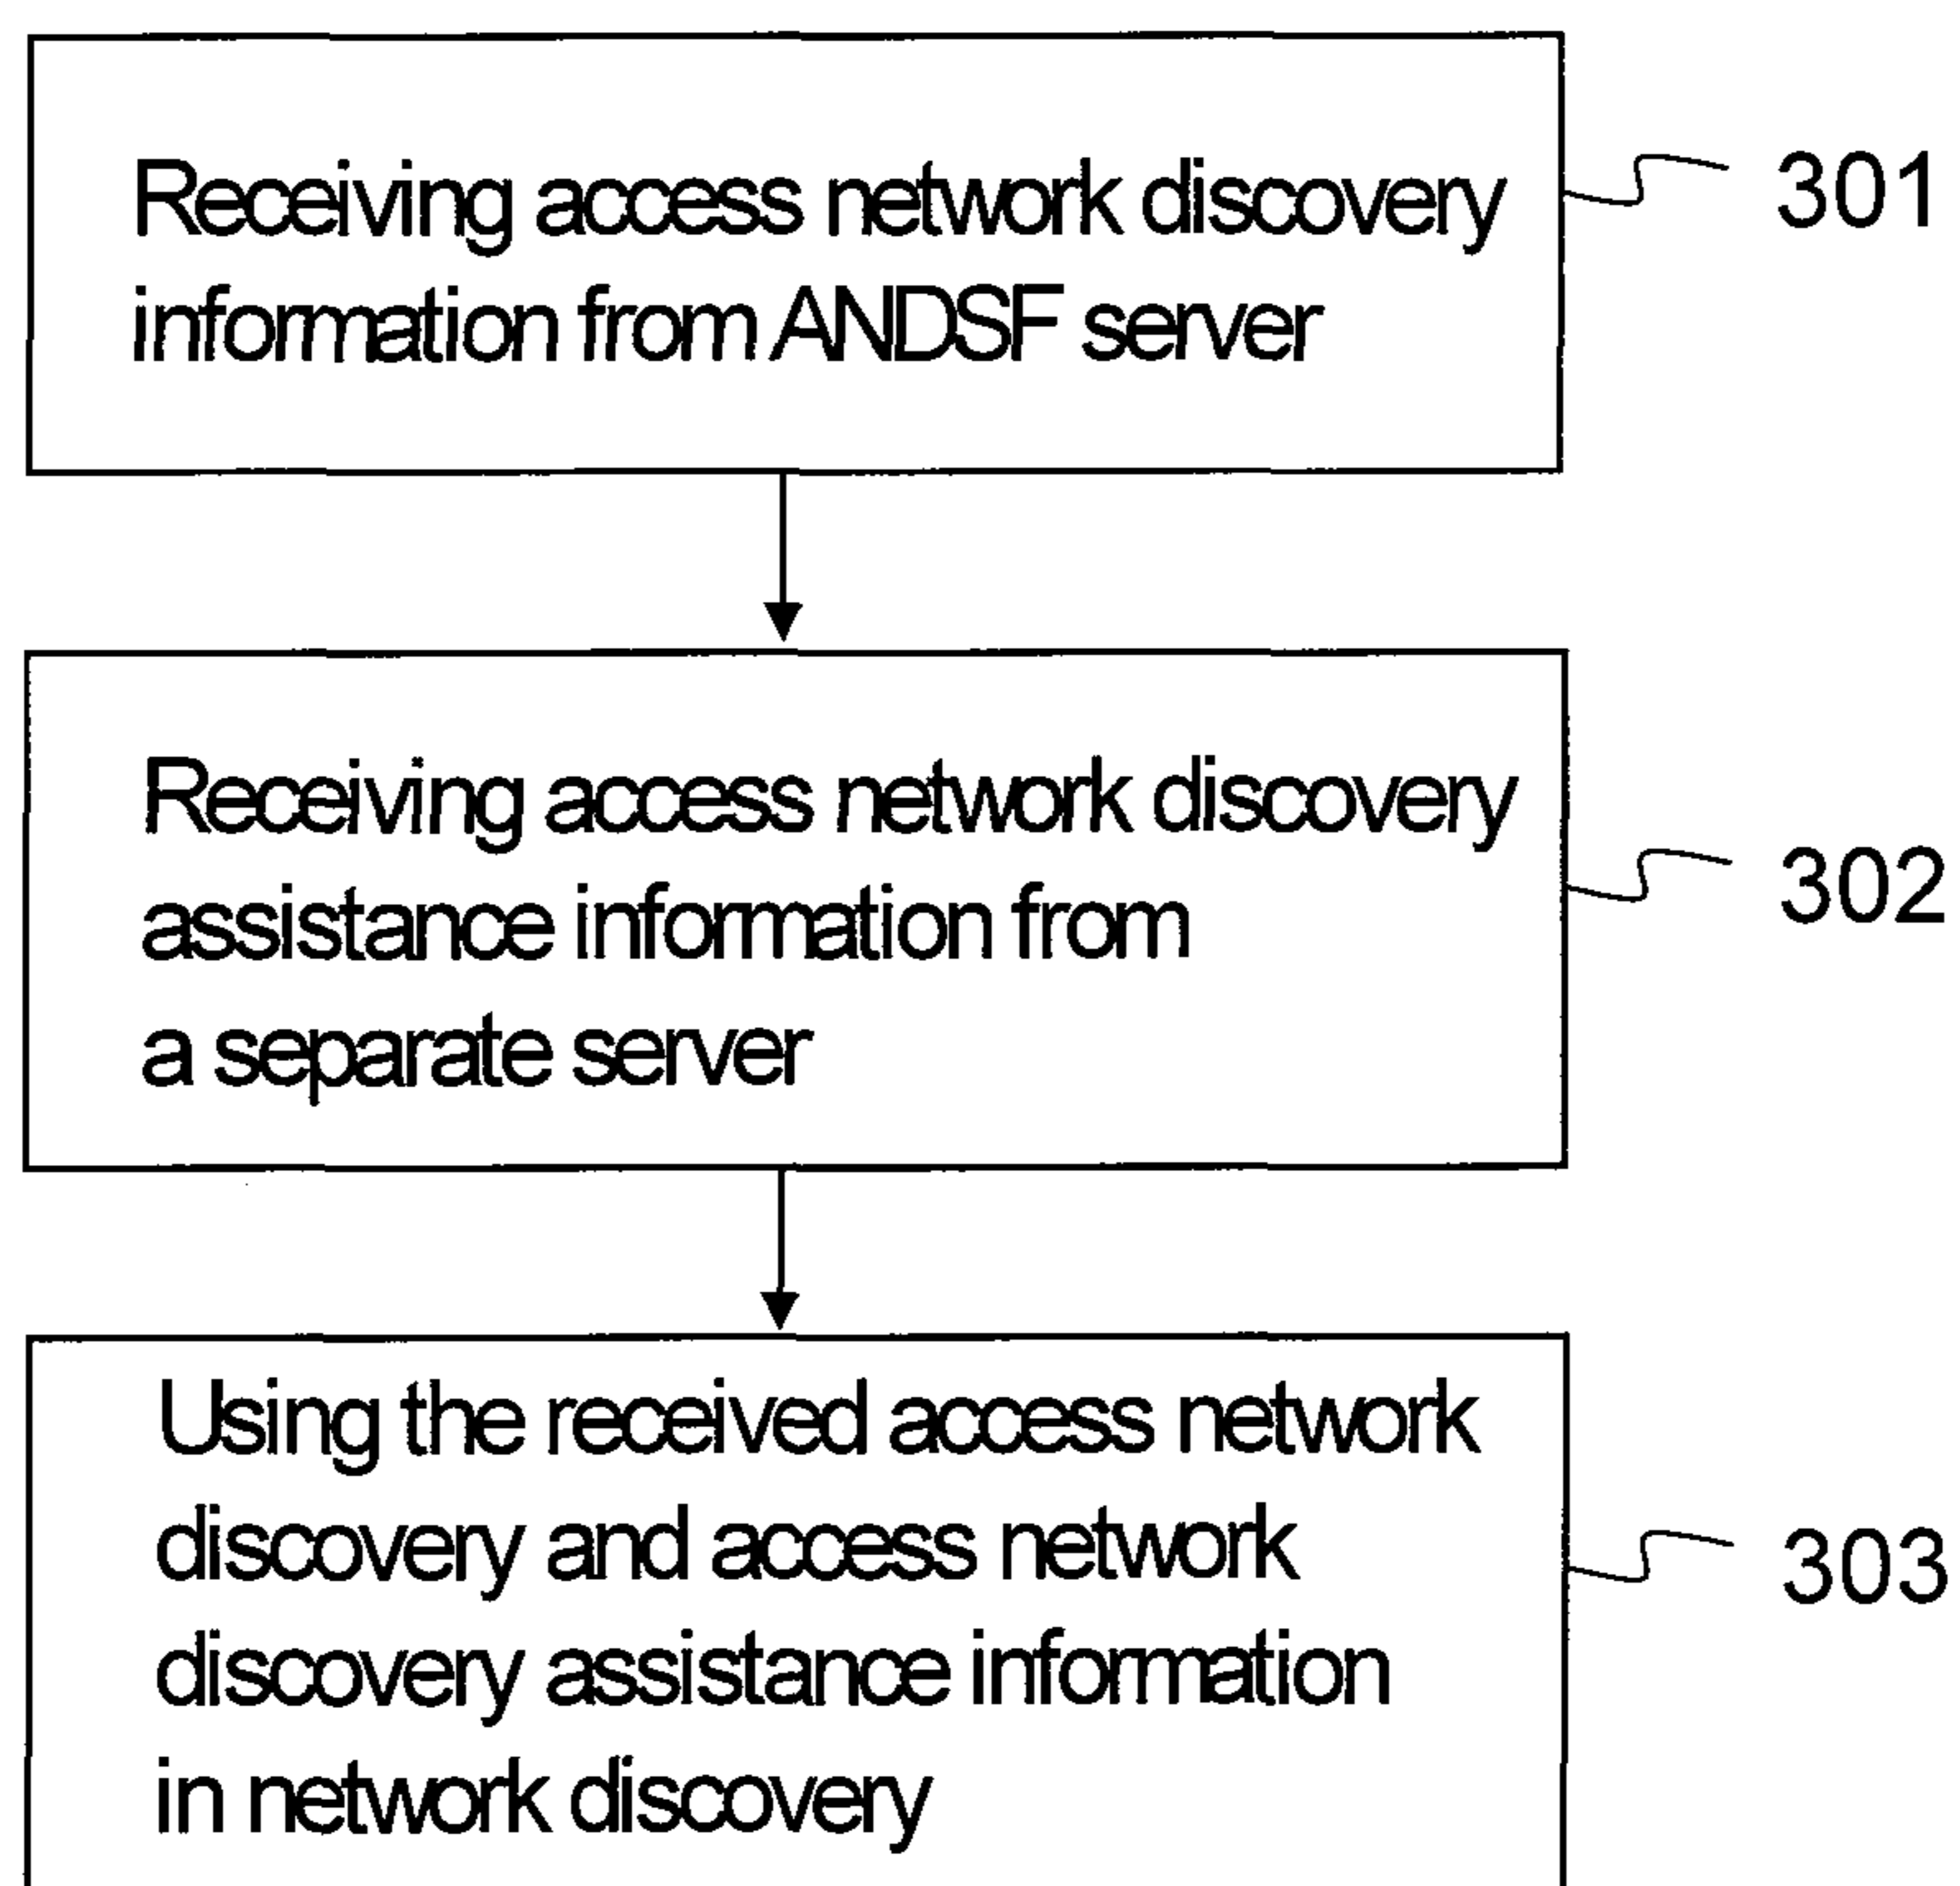 Receiving access network discovery
information from ANDSF server
301
Receiving access network discovery
assistance information from
a separate server
302
Using the received access network
discovery and access network
discovery assistance information
in network discovery
303